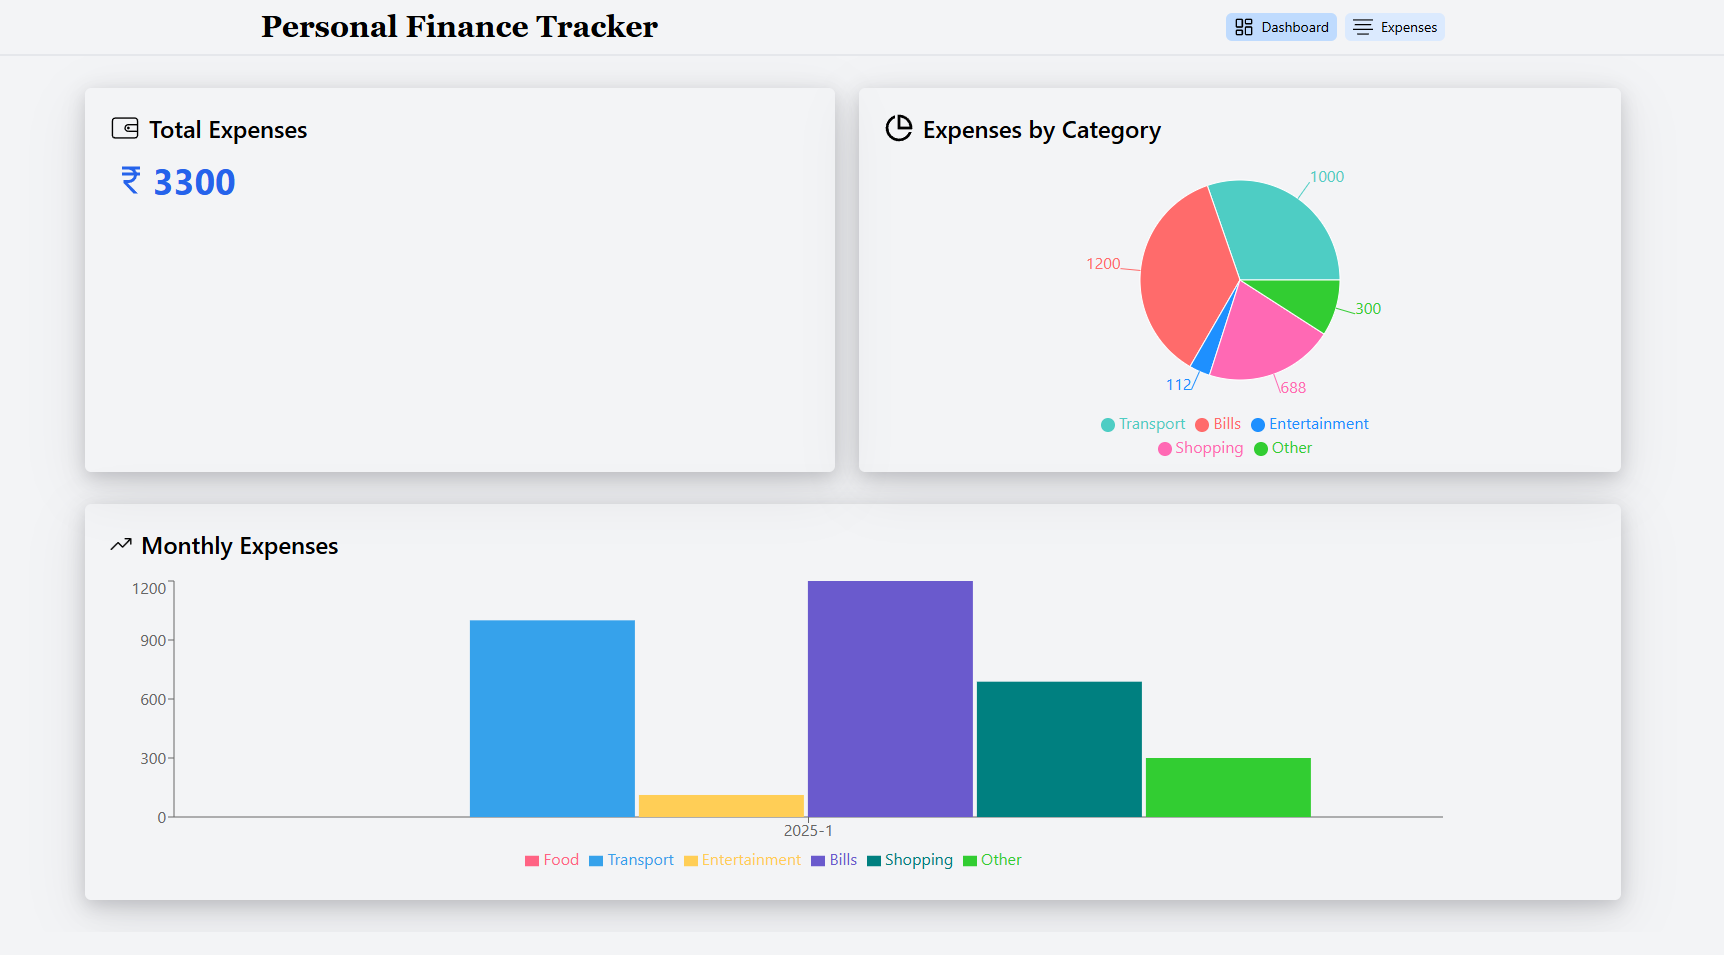 Personal Finance Tracker
Dashboard
Expenses
Total Expenses
₹ 3300
Expenses by Category
1000
1200
300
112
688
Transport Bills Entertainment
Shopping Other
Monthly Expenses
1200
900
600
300
0
2025-1
Food Transport Entertainment Bills Shopping Other